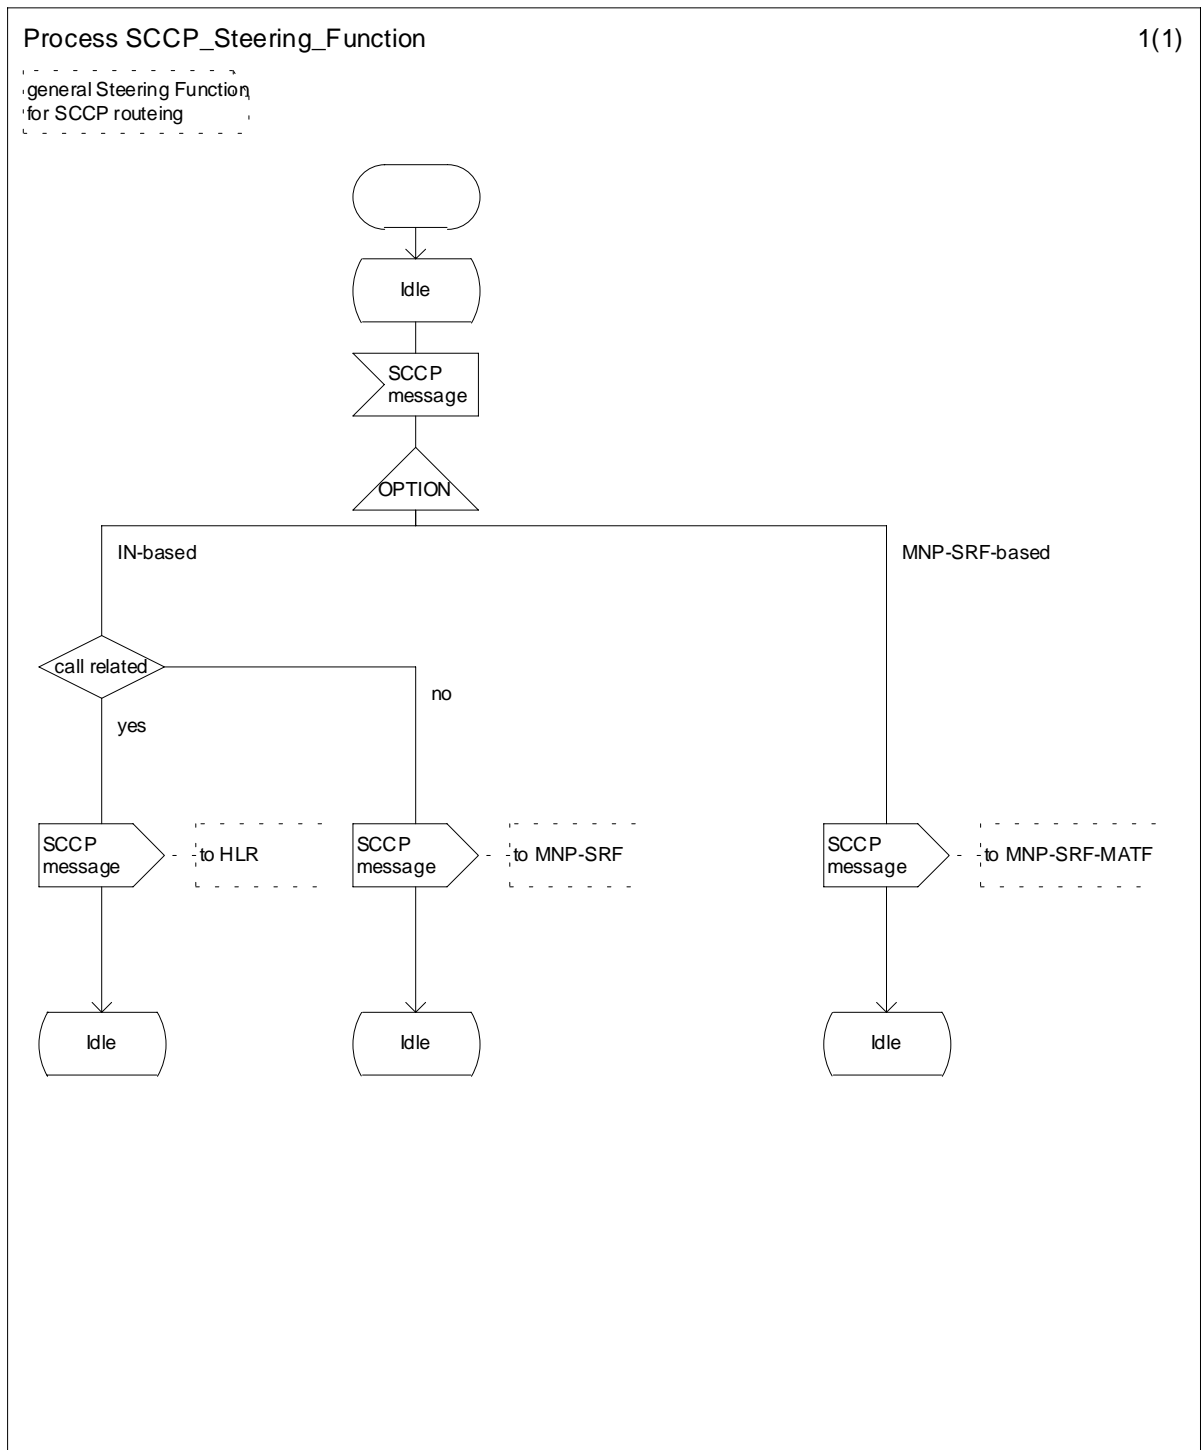 Process SCCP_Steering_Function
1(1)
general Steering Function
for SCCP routeing
Idle
SCCP
message
OPTION
IN-based
MNP-SRF-based
call related
no
yes
SCCP
message
to HLR
SCCP
message
to MNP-SRF
SCCP
message
to MNP-SRF-MATF
Idle
Idle
Idle